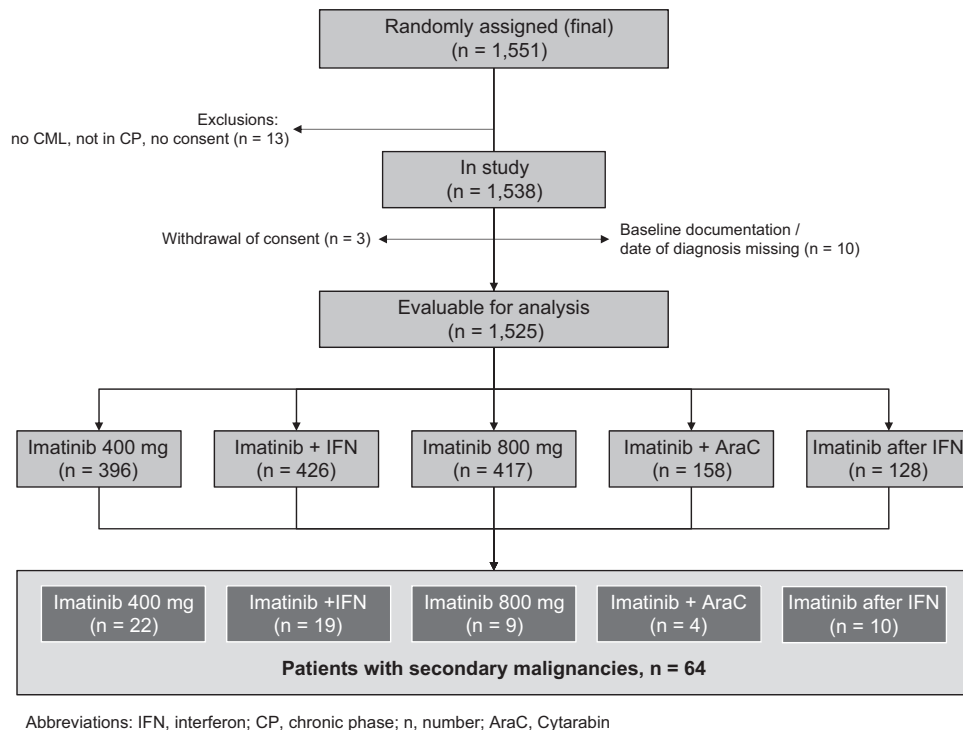 Randomly assigned (final)
(n = 1,551)
Exclusions:
no CML, not in CP, no consent (n = 13)
In study
(n = 1,538)
Withdrawal of consent (n = 3)
Baseline documentation /
date of diagnosis missing (n = 10)
Evaluable for analysis
(n = 1,525)
Imatinib 400 mg
(n = 396)
Imatinib + IFN
(n = 426)
Imatinib 800 mg
(n = 417)
Imatinib + AraC
(n = 158)
Imatinib after IFN
(n = 128)
Imatinib 400 mg
(n = 22)
Imatinib +IFN
(n = 19)
Imatinib 800 mg
(n = 9)
Imatinib + AraC
(n = 4)
Imatinib after IFN
(n = 10)
Patients with secondary malignancies, n = 64
Abbreviations: IFN, interferon; CP, chronic phase; n, number; AraC, Cytarabin